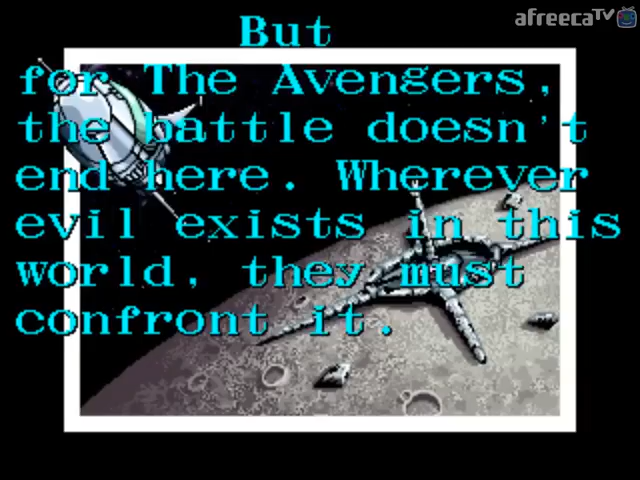 afreecaTV
But
for The Avengers,
the battle doesn't
end here. Wherever
evil exists in this
world, they must
confront it.